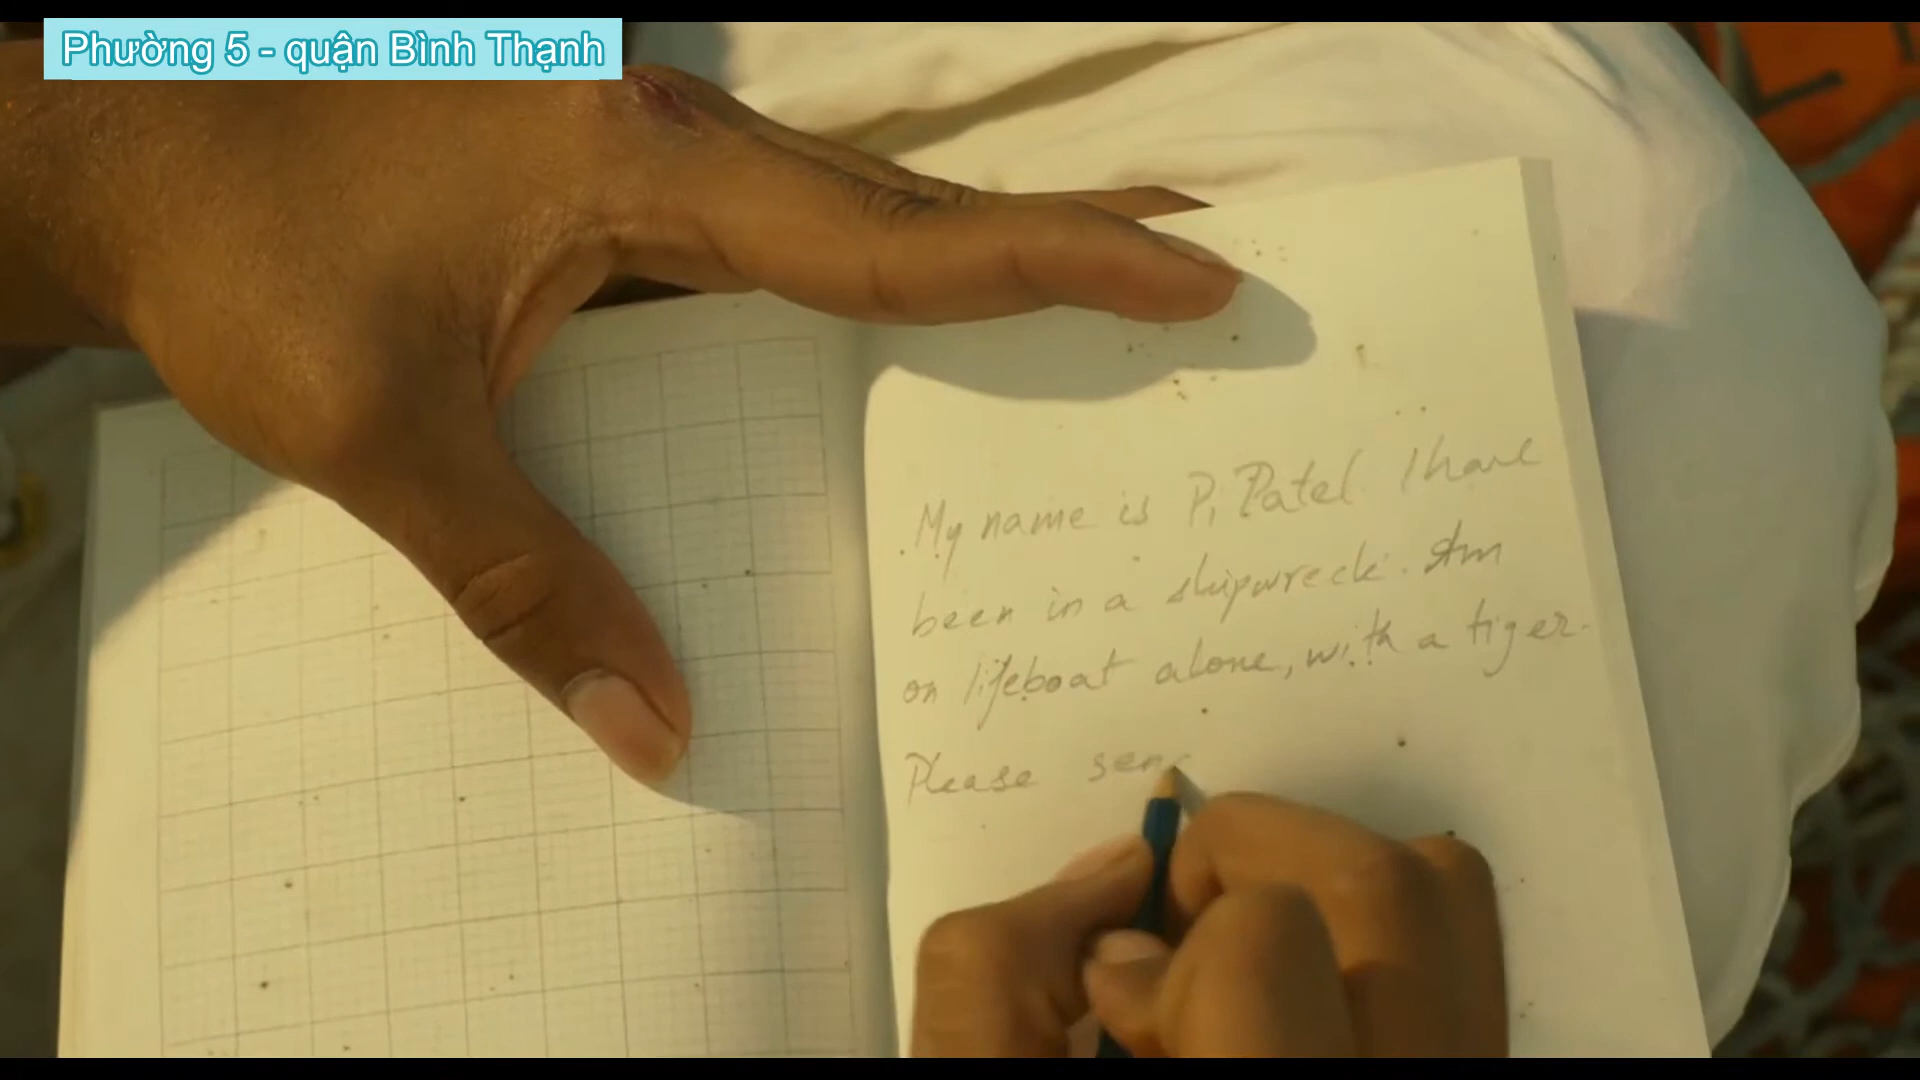 Phường 5 - quận Bình Thạnh
My name is Pi Patel I have
been in a shipwreck. Am
on lifeboat alone, with a tiger.
Please sen